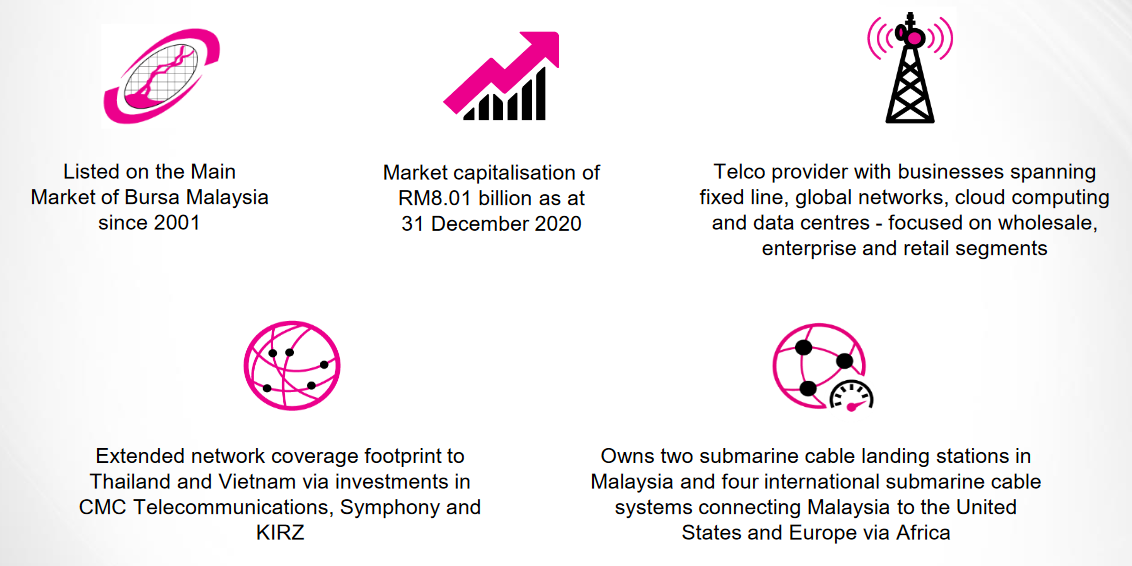 Listed on the Main
Market of Bursa Malaysia
since 2001
Market capitalisation of
RM8.01 billion as at
31 December 2020
Telco provider with businesses spanning
fixed line, global networks, cloud computing
and data centres - focused on wholesale,
enterprise and retail segments
Extended network coverage footprint to
Thailand and Vietnam via investments in
CMC Telecommunications, Symphony and
KIRZ
Owns two submarine cable landing stations in
Malaysia and four international submarine cable
systems connecting Malaysia to the United
States and Europe via Africa